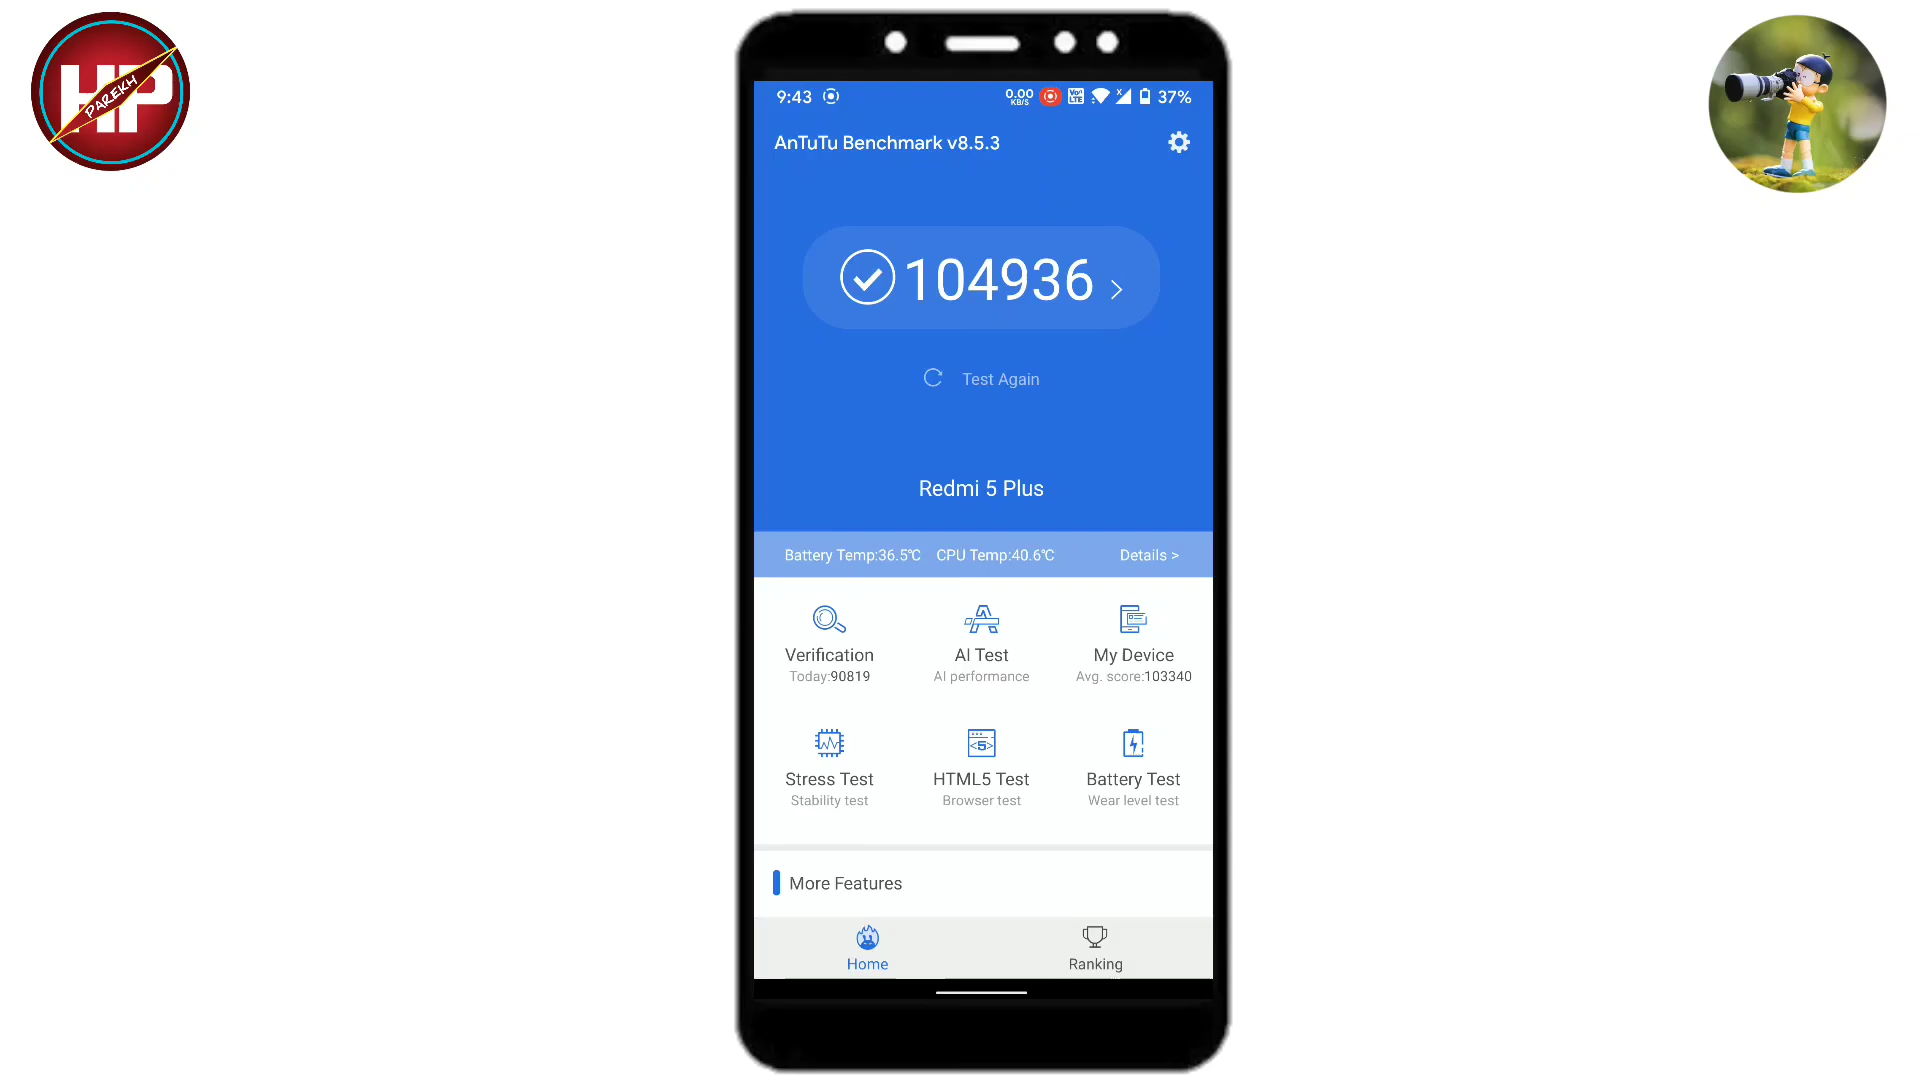 HP
PAREKH
9:43
0.00
KB/S
Vo))
LTE
x
37%
AnTuTu Benchmark v8.5.3
104936 >
Test Again
Redmi 5 Plus
Battery Temp:36.5℃ CPU Temp:40.6℃ Details >
Verification
Today:90819
AI Test
AI performance
My Device
Avg. score:103340
Stress Test
Stability test
<5>
HTML5 Test
Browser test
Battery Test
Wear level test
More Features
Home
Ranking